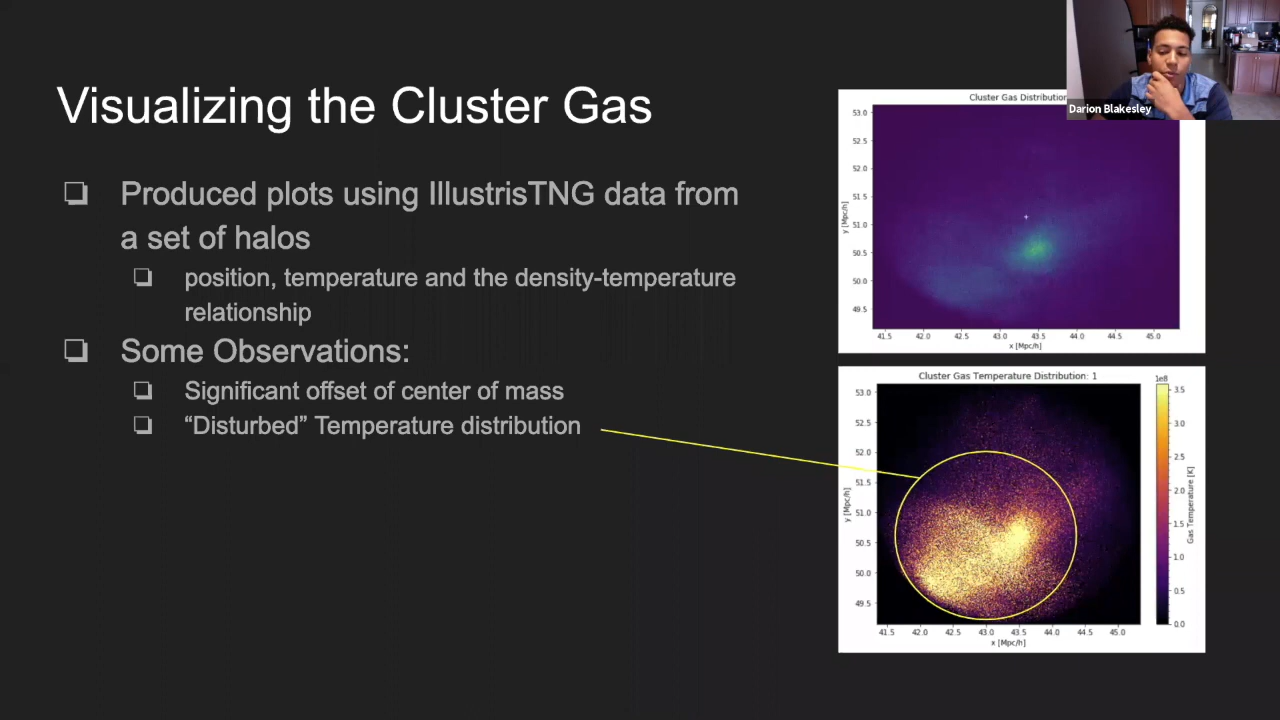 Visualizing the Cluster Gas
❏ Produced plots using IllustrisTNG data from
a set of halos
❏ position, temperature and the density-temperature
relationship
❏ Some Observations:
❏ Significant offset of center of mass
❏ “Disturbed” Temperature distribution
Darion Blakesley
Cluster Gas Distribution
53.0
52.5
52.0
51.5
51.0
50.5
50.0
49.5
y [Mpc/h]
41.5 42.0 42.5 43.0 43.5 44.0 44.5 45.0
x [Mpc/h]
Cluster Gas Temperature Distribution: 1
53.0
52.5
52.0
51.5
51.0
50.5
50.0
49.5
y [Mpc/h]
41.5 42.0 42.5 43.0 43.5 44.0 44.5 45.0
x [Mpc/h]
1e8
3.5
3.0
2.5
2.0
1.5
1.0
0.5
0.0
Gas Temperature [K]